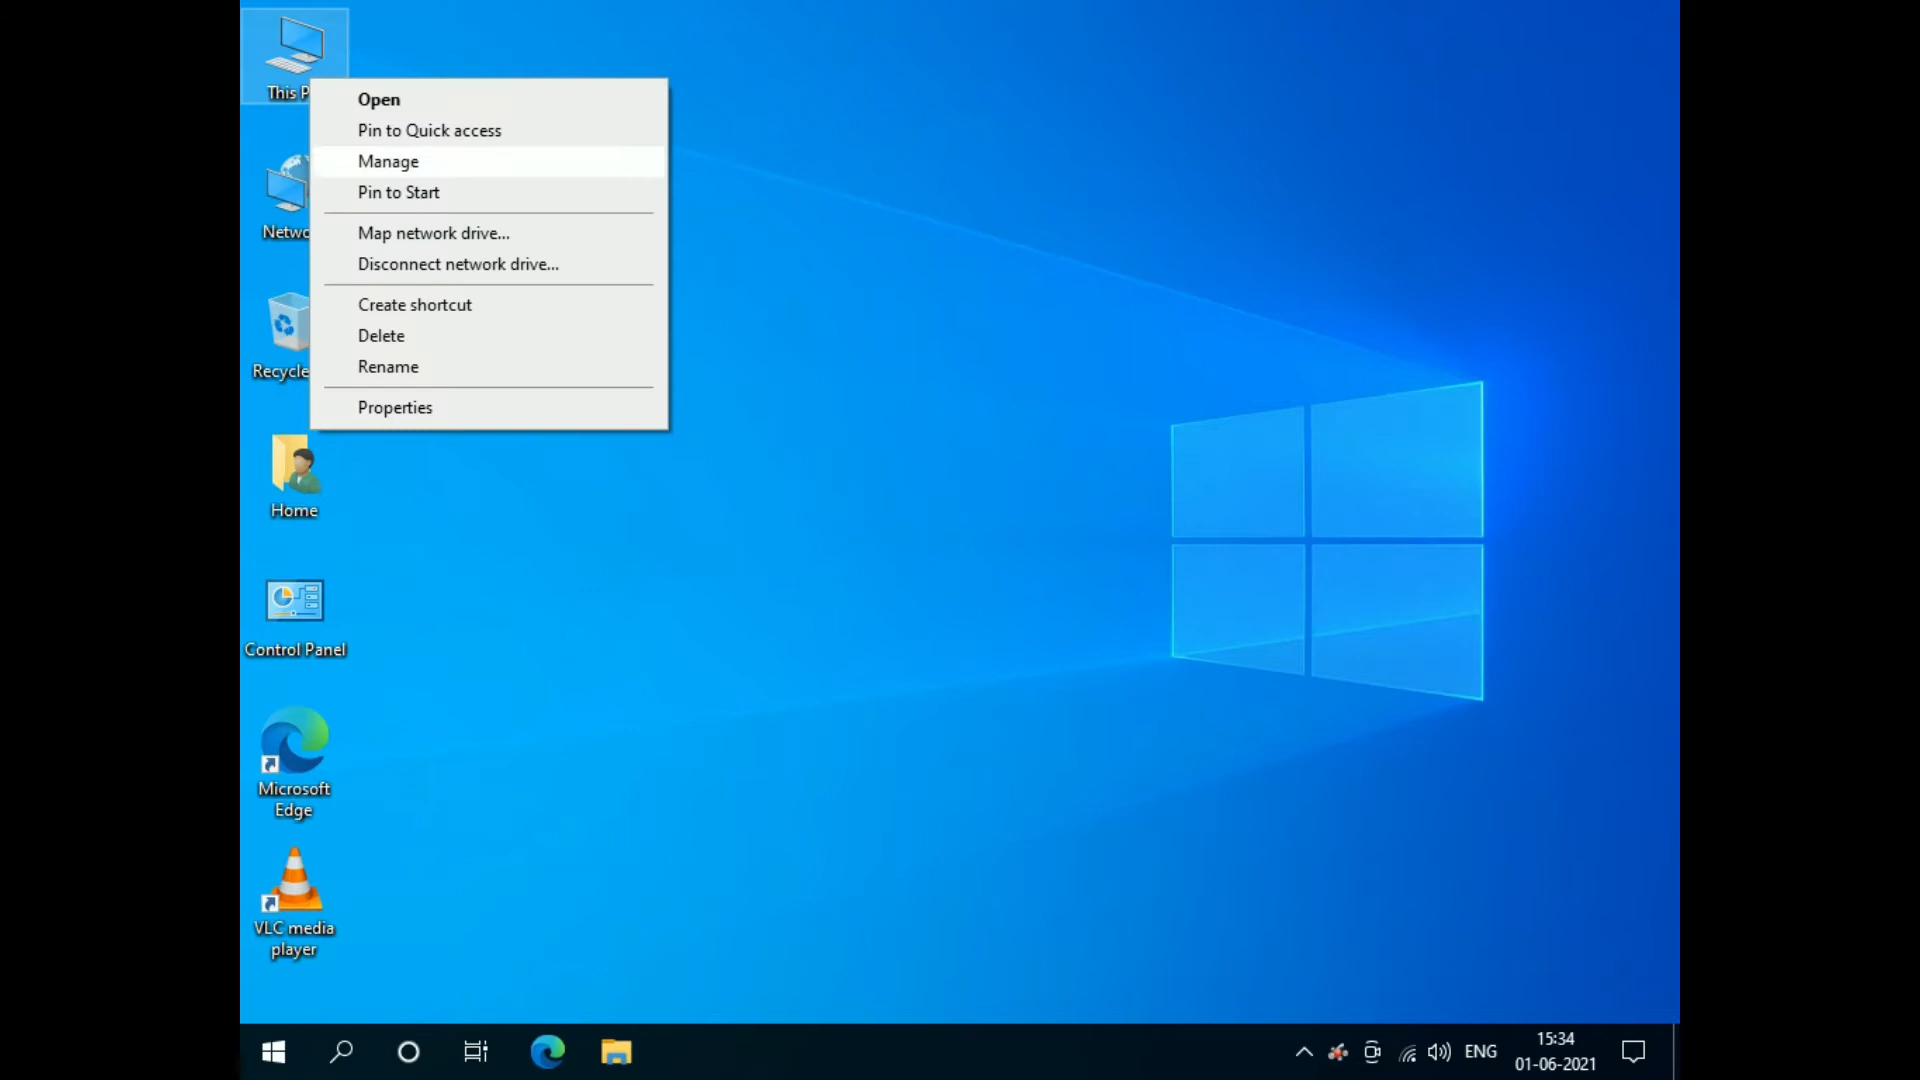 This P
Open
Pin to Quick access
Manage
Pin to Start
Map network drive...
Disconnect network drive...
Create shortcut
Delete
Rename
Properties
Netwo
Recycle
Home
Control Panel
Microsoft
Edge
VLC media
player
ENG
15:34
01-06-2021